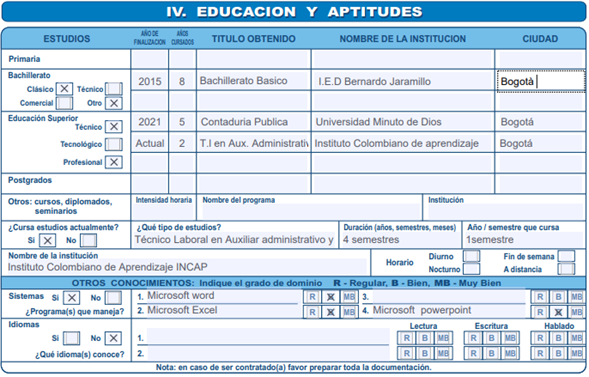 IV. EDUCACION Y APTITUDES
ESTUDIOS AÑO DE FINALIZACION AÑOS CURSADOS TITULO OBTENIDO NOMBRE DE LA INSTITUCION CIUDAD
Primaria
Bachillerato
Clásico X Técnico 2015 8 Bachillerato Basico I.E.D Bernardo Jaramillo Bogotà
Comercial Otro X
Educación Superior
Técnico X 2021 5 Contaduria Publica Universidad Minuto de Dios Bogotá
Tecnológico Actual 2 T.l en Aux. Administrativ Instituto Colombiano de aprendizaje Bogotá
Profesional X
Postgrados
Otros: cursos, diplomados, seminarios Intensidad horaria Nombre del programa Institución
¿Cursa estudios actualmente? ¿Qué tipo de estudios? Duración (años, semestres, meses) Año / semestre que cursa
Si X No Técnico Laboral en Auxiliar administrativo y 4 semestres 1semestre
Nombre de la institución Horario Diurno Fin de semana
Instituto Colombiano de Aprendizaje INCAP Nocturno A distancia
OTROS CONOCIMIENTOS: Indique el grado de dominio R - Regular, B - Bien, MB - Muy Bien
Sistemas Si X No 1. Microsoft word R X MB 3. R B MB
¿Programa(s) que maneja? 2. Microsoft Excel R X MB 4. Microsoft powerpoint R X MB
Idiomas Lectura Escritura Hablado
Si No 1. R B MB R B MB R B MB
¿Qué idioma(s) conoce? 2. R B MB R B MB R B MB
Nota: en caso de ser contratado(a) favor preparar toda la documentación.